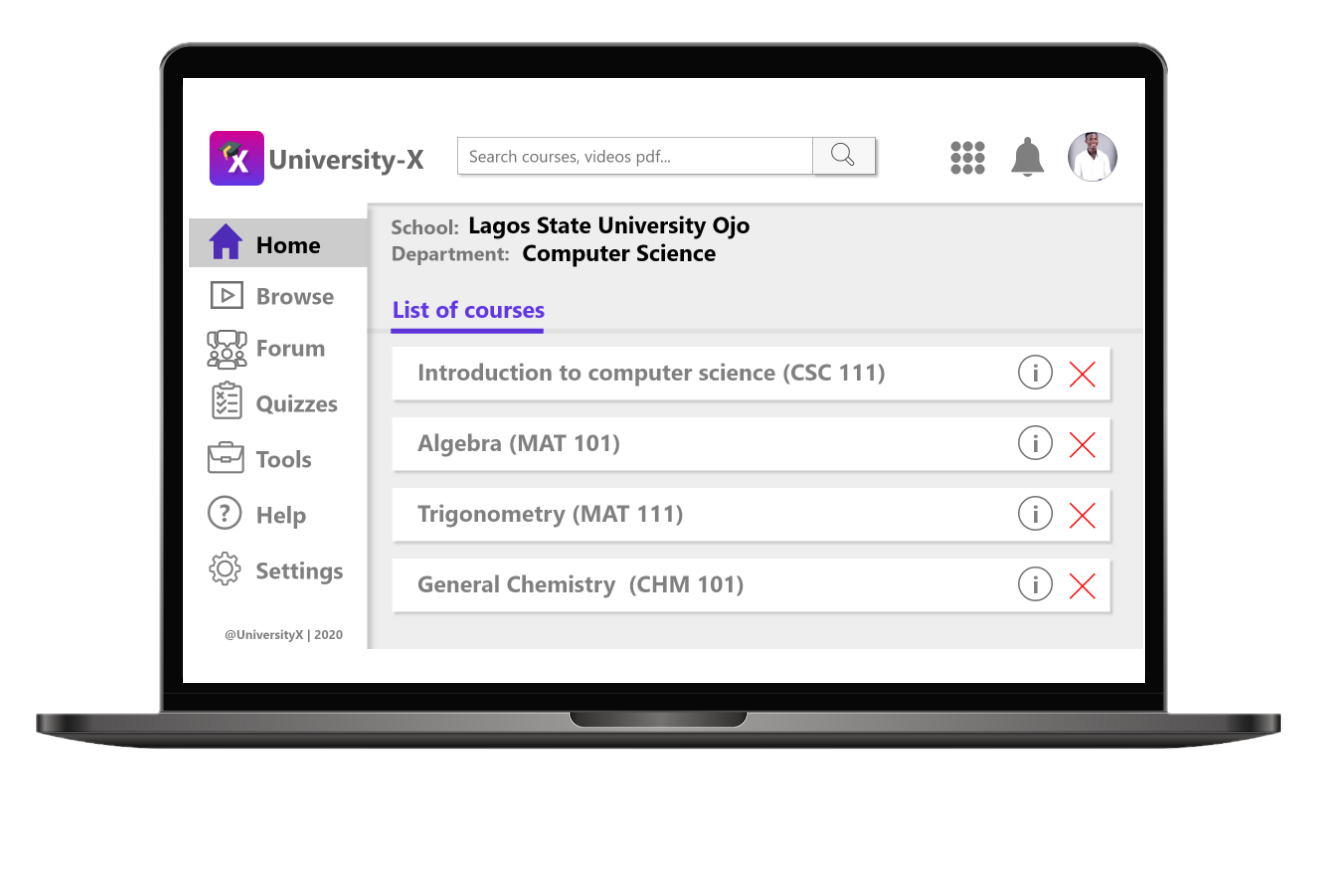 X
University-X
Search courses, videos pdf...
Home
Browse
Forum
Quizzes
Tools
? Help
Settings
@UniversityX | 2020
School: Lagos State University Ojo
Department: Computer Science
List of courses
Introduction to computer science (CSC 111) i
Algebra (MAT 101) i
Trigonometry (MAT 111) i
General Chemistry  (CHM 101) i